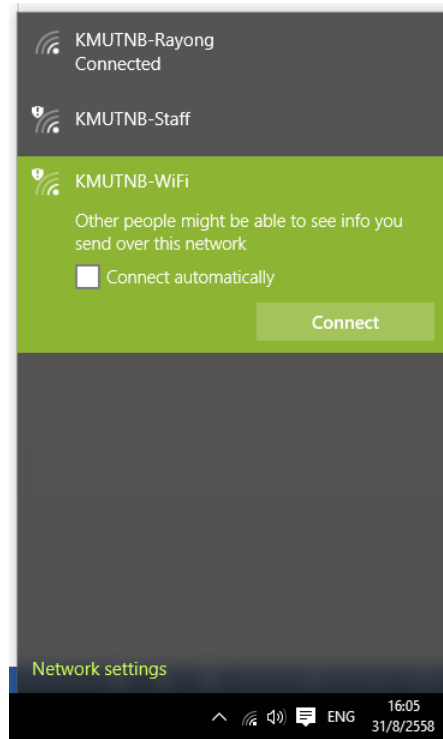 KMUTNB-Rayong
Connected
KMUTNB-Staff
KMUTNB-WiFi
Other people might be able to see info you
send over this network
Connect automatically
Connect
Network settings
ENG
16:05
31/8/2558